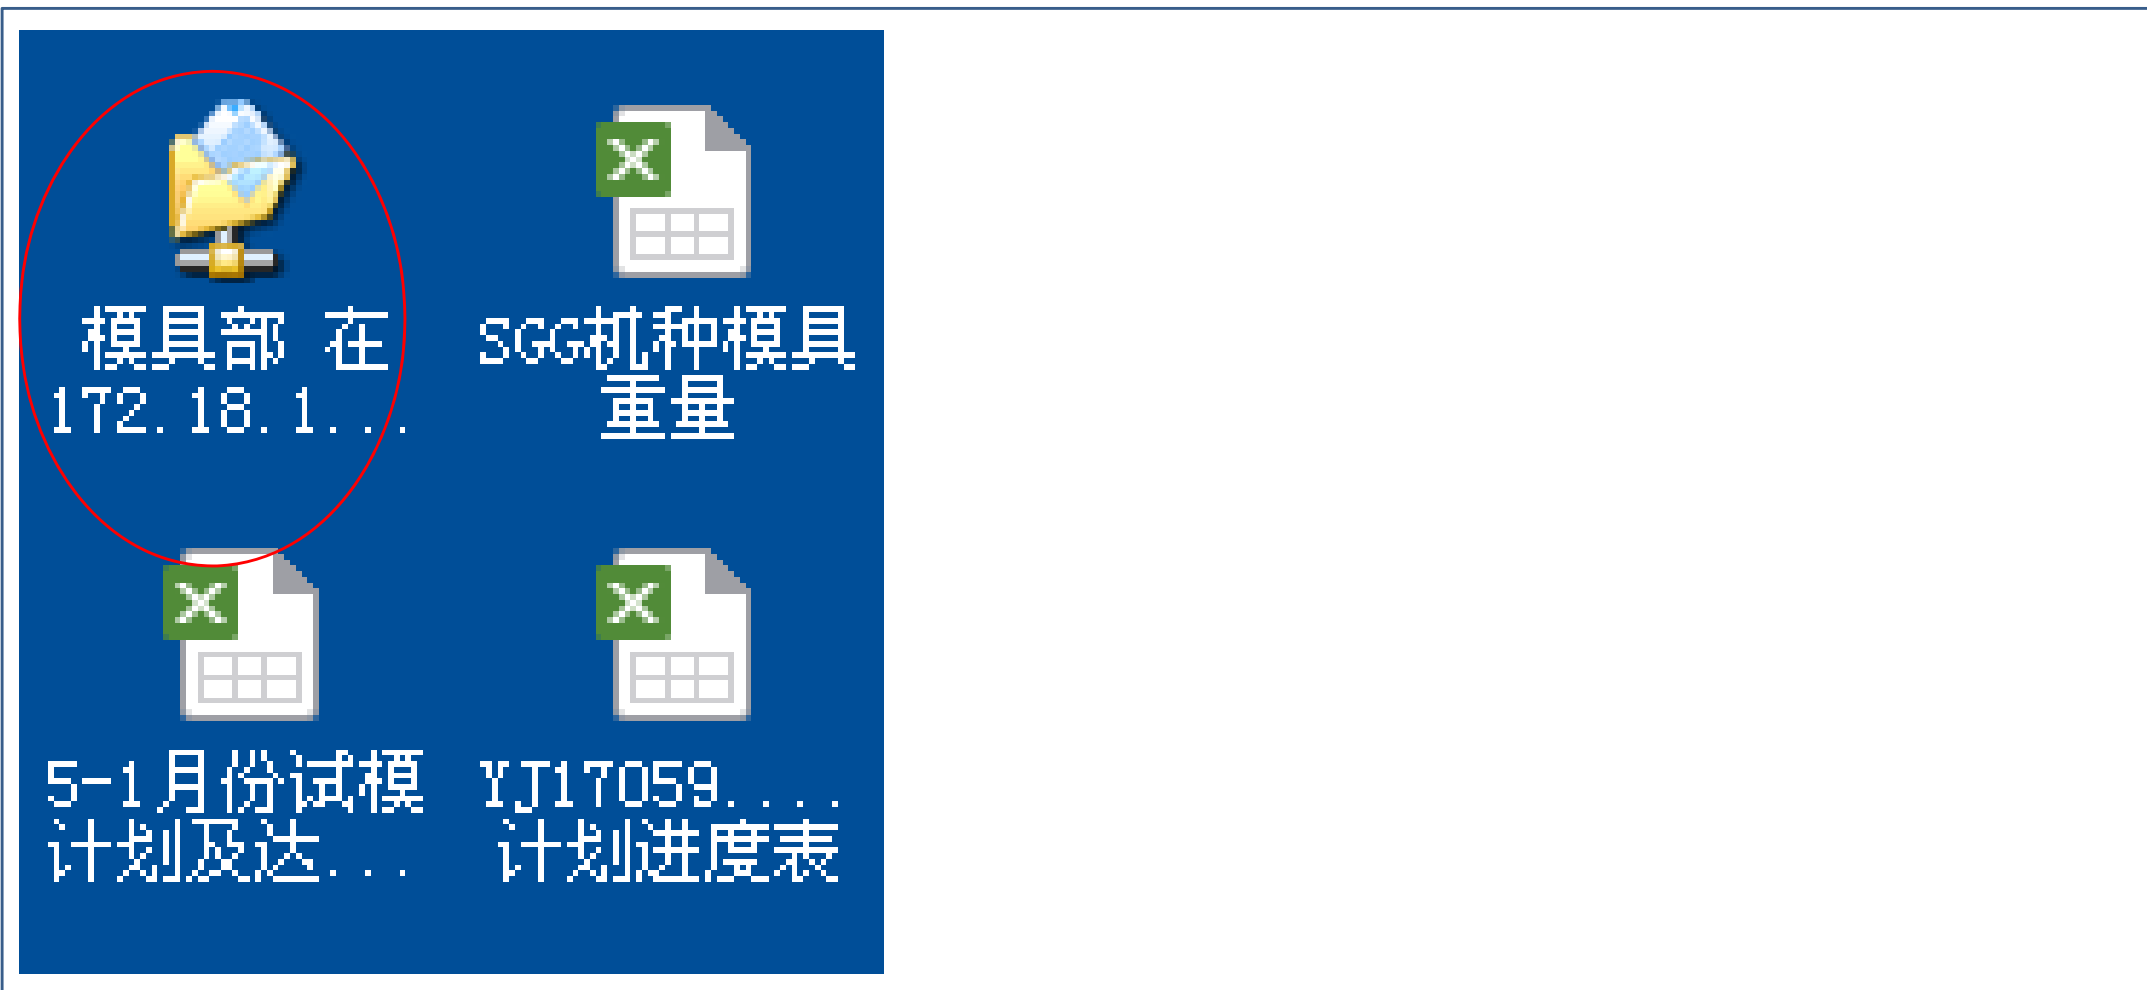 模具部 在
172.18.1...
SGG机种模具
重量
5-1月份试模
计划及达...
YJ17059....
计划进度表